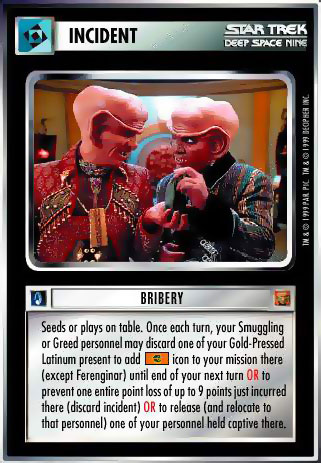 INCIDENT
STAR TREK
DEEP SPACE NINE
TM & © 1999 PAR. PIC. TM & © 1999 DECIPHER INC.
BRIBERY
Seeds or plays on table. Once each turn, your Smuggling
or Greed personnel may discard one of your Gold-Pressed
Latinum present to add icon to your mission there
(except Ferenginar) until end of your next turn OR to
prevent one entire point loss of up to 9 points just incurred
there (discard incident) OR to release (and relocate to
that personnel) one of your personnel held captive there.